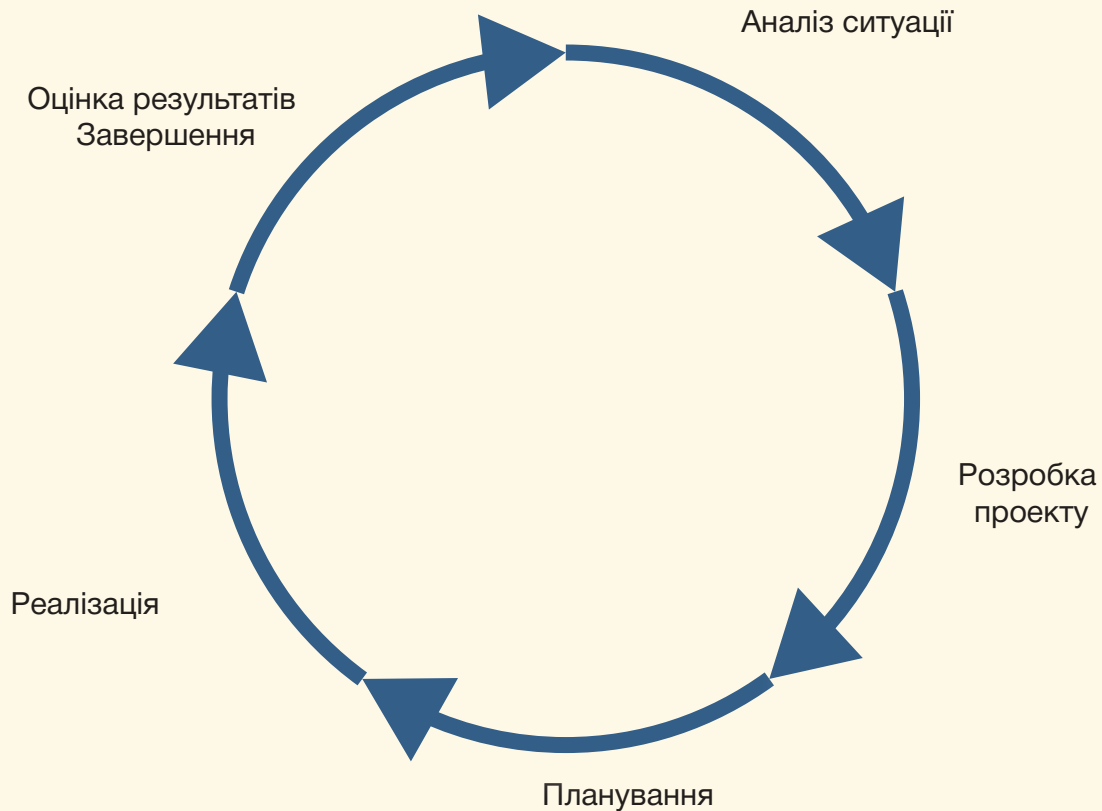 Аналіз ситуації
Розробка
проекту
Планування
Реалізація
Оцінка результатів
Завершення